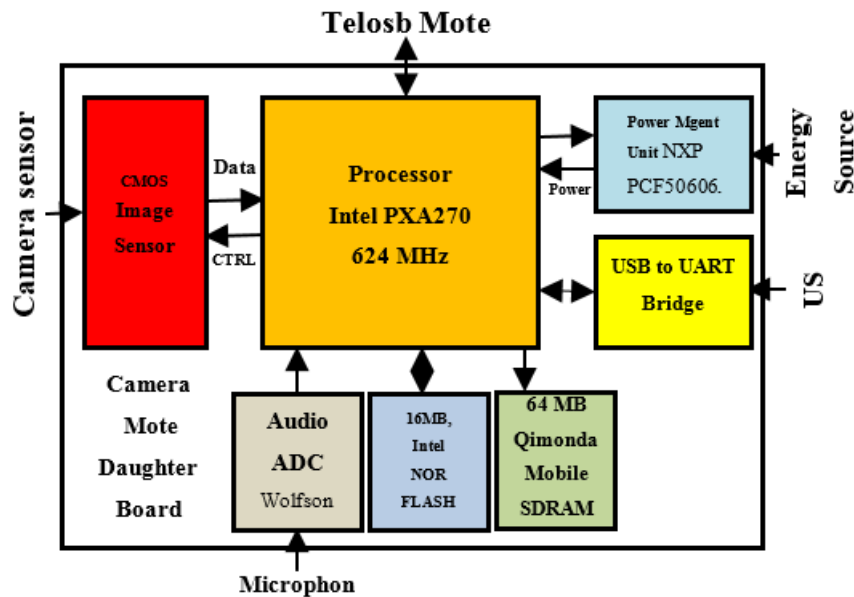 Telosb Mote
Camera sensor
CMOS
Image
Sensor
Data
CTRL
Processor
Intel PXA270
624 MHz
Power
Power Mgent
Unit NXP
PCF50606.
Energy
Source
USB to UART
Bridge
US
Camera
Mote
Daughter
Board
Audio
ADC
Wolfson
16MB,
Intel
NOR
FLASH
64 MB
Qimonda
Mobile
SDRAM
Microphon